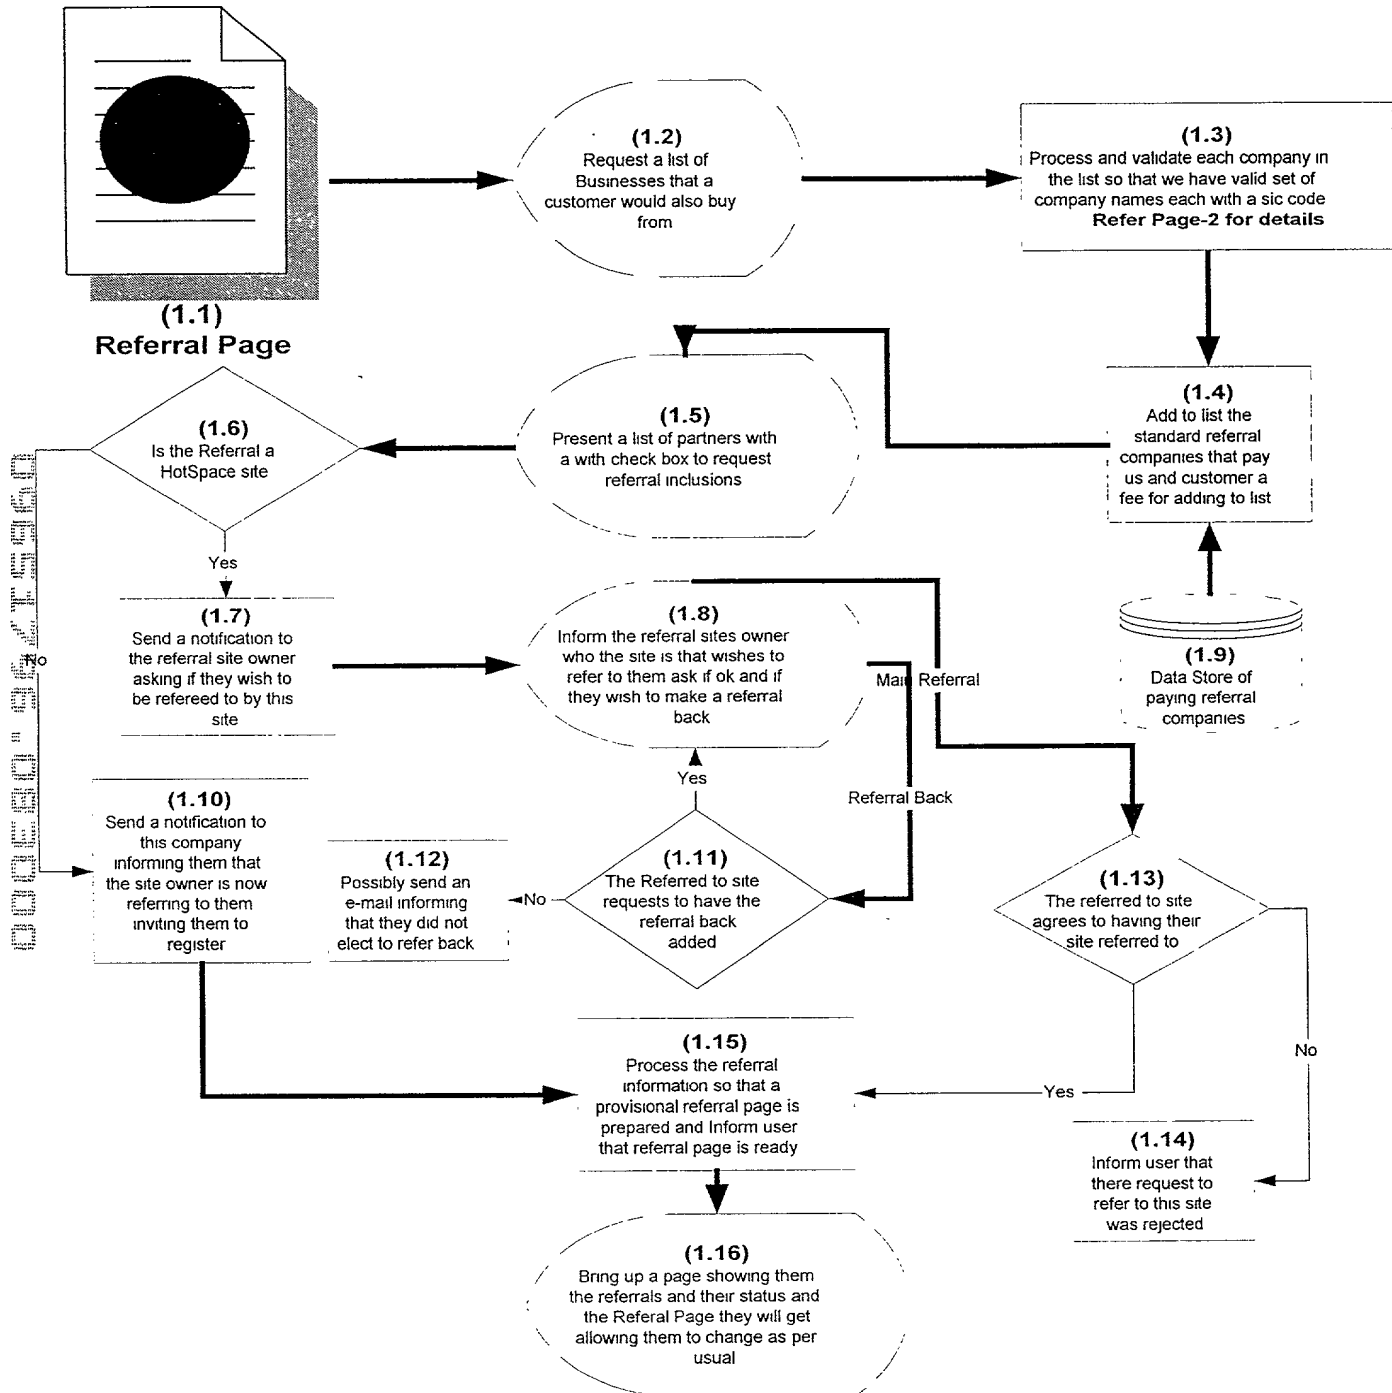 (1.1)
Referral Page
(1.2)
Request a list of
Businesses that a
customer would also buy
from
(1.3)
Process and validate each company in
the list so that we have valid set of
company names each with a sic code
Refer Page-2 for details
(1.4)
Add to list the
standard referral
companies that pay
us and customer a
fee for adding to list
(1.5)
Present a list of partners with
a with check box to request
referral inclusions
(1.6)
Is the Referral a
HotSpace site
Yes
No
(1.7)
Send a notification to
the referral site owner
asking if they wish to
be refereed to by this
site
(1.8)
Inform the referral sites owner
who the site is that wishes to
refer to them ask if ok and if
they wish to make a referral
back
Main Referral
(1.9)
Data Store of
paying referral
companies
Yes
Referral Back
(1.10)
Send a notification to
this company
informing them that
the site owner is now
referring to them
inviting them to
register
(1.12)
Possibly send an
e-mail informing
that they did not
elect to refer back
No
(1.11)
The Referred to site
requests to have the
referral back
added
(1.13)
The referred to site
agrees to having their
site referred to
No
Yes
(1.15)
Process the referral
information so that a
provisional referral page is
prepared and Inform user
that referral page is ready
(1.14)
Inform user that
there request to
refer to this site
was rejected
(1.16)
Bring up a page showing them
the referrals and their status and
the Referal Page they will get
allowing them to change as per
usual